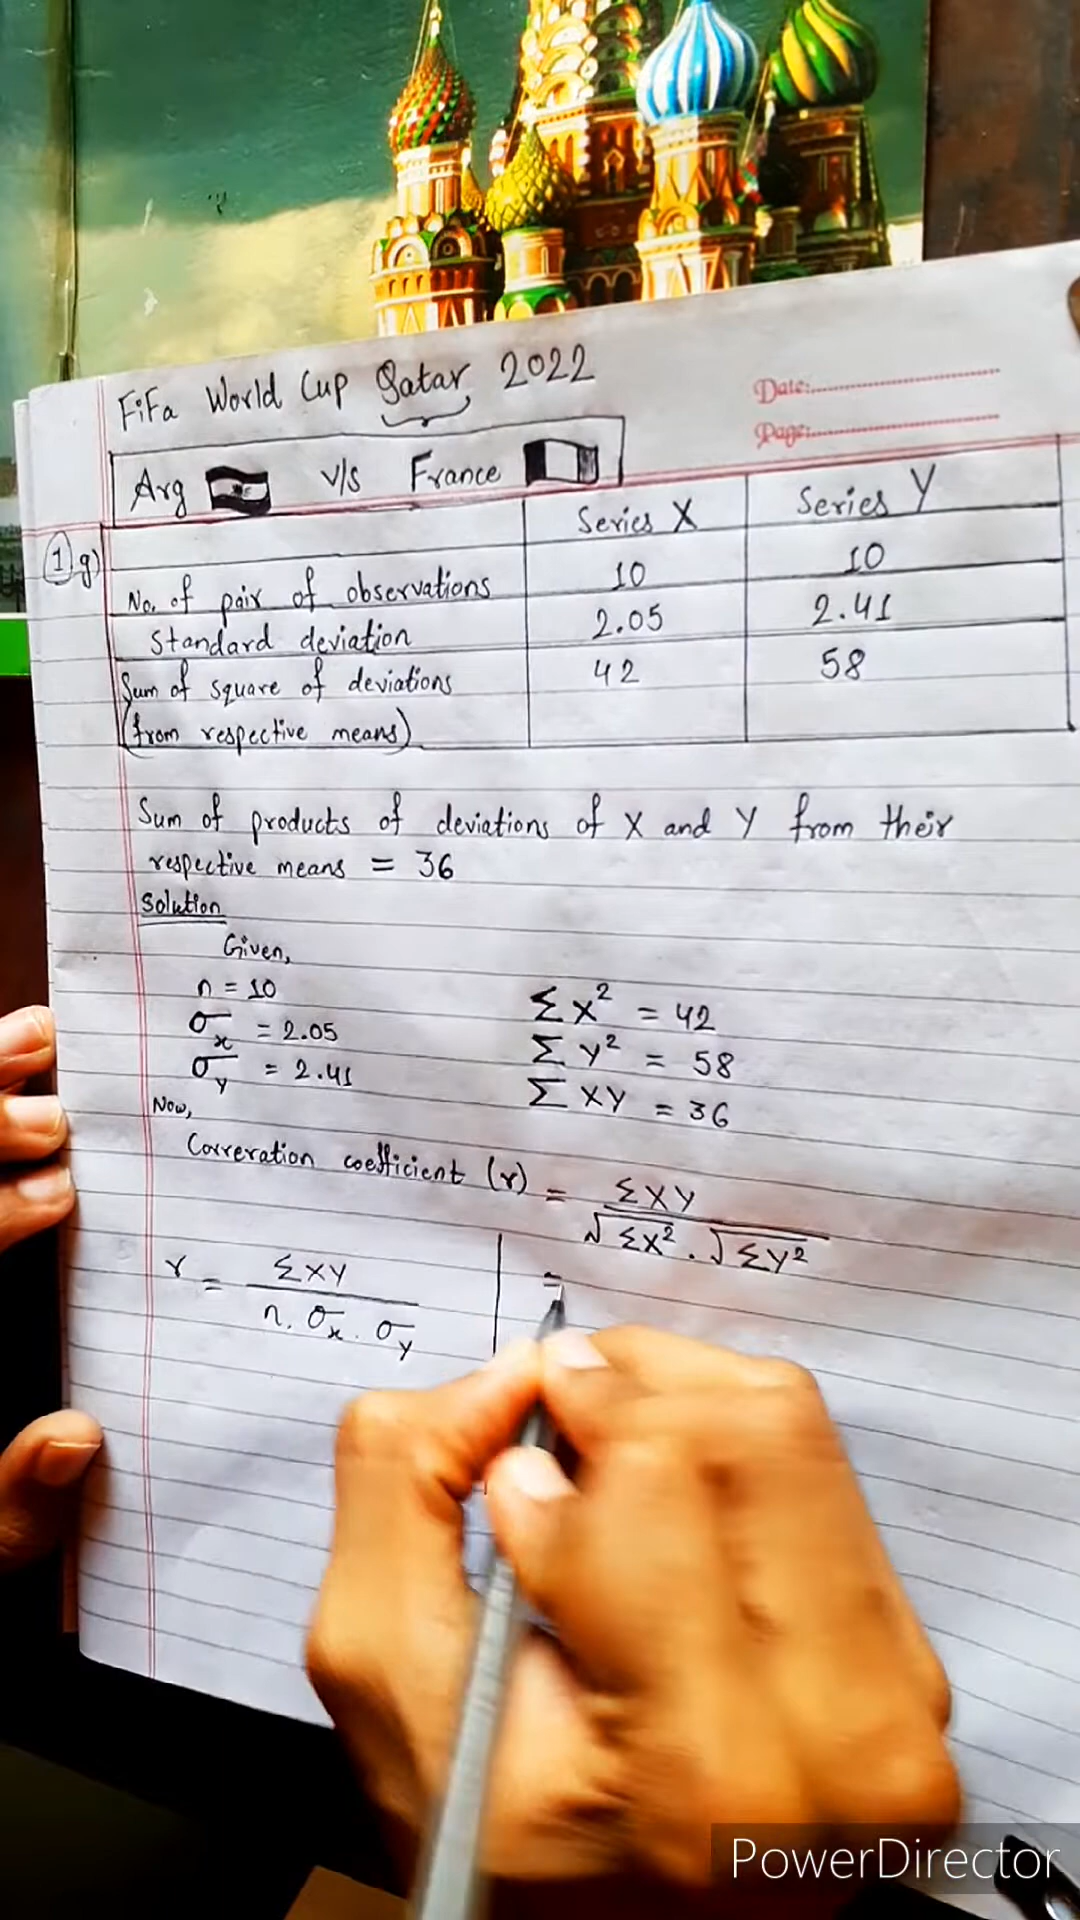 FiFa World Cup Qatar 2022
Date:
Page:
Arg v/s France
Series X Series Y
1 g)
No. of pair of observations 10 10
Standard deviation 2.05 2.41
Sum of square of deviations 42 58
(from respective means)
Sum of products of deviations of X and Y from their
respective means = 36
Solution
Given,
n = 10 Σx² = 42
σx = 2.05 Σy² = 58
σy = 2.41 ΣXY = 36
Now,
Correration coefficient (r) = ΣXY / √Σx² . √Σy²
r = ΣXY / n. σx . σy =
PowerDirector